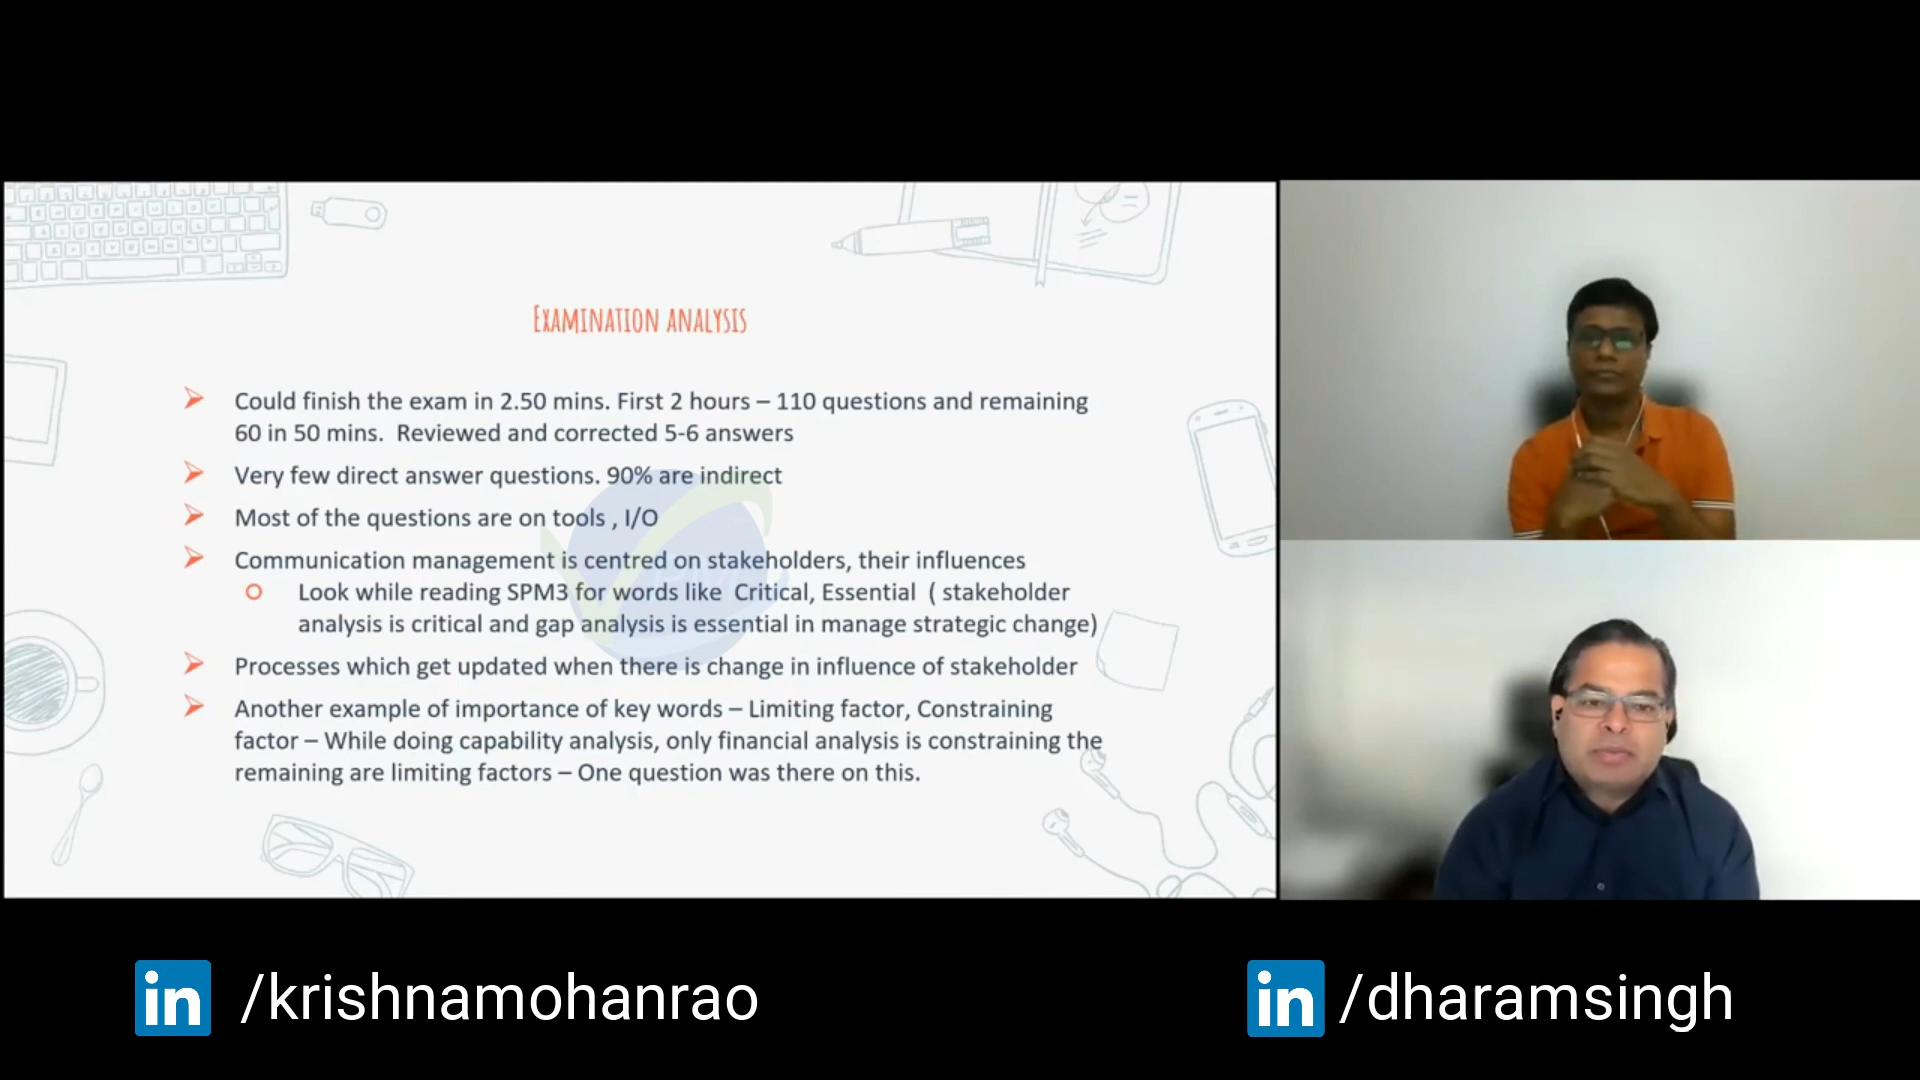 Examination analysis
Could finish the exam in 2.50 mins. First 2 hours – 110 questions and remaining
60 in 50 mins. Reviewed and corrected 5-6 answers
Very few direct answer questions. 90% are indirect
Most of the questions are on tools , I/O
Communication management is centred on stakeholders, their influences
Look while reading SPM3 for words like Critical, Essential ( stakeholder
analysis is critical and gap analysis is essential in manage strategic change)
Processes which get updated when there is change in influence of stakeholder
Another example of importance of key words – Limiting factor, Constraining
factor – While doing capability analysis, only financial analysis is constraining the
remaining are limiting factors – One question was there on this.
in /krishnamohanrao
in /dharamsingh